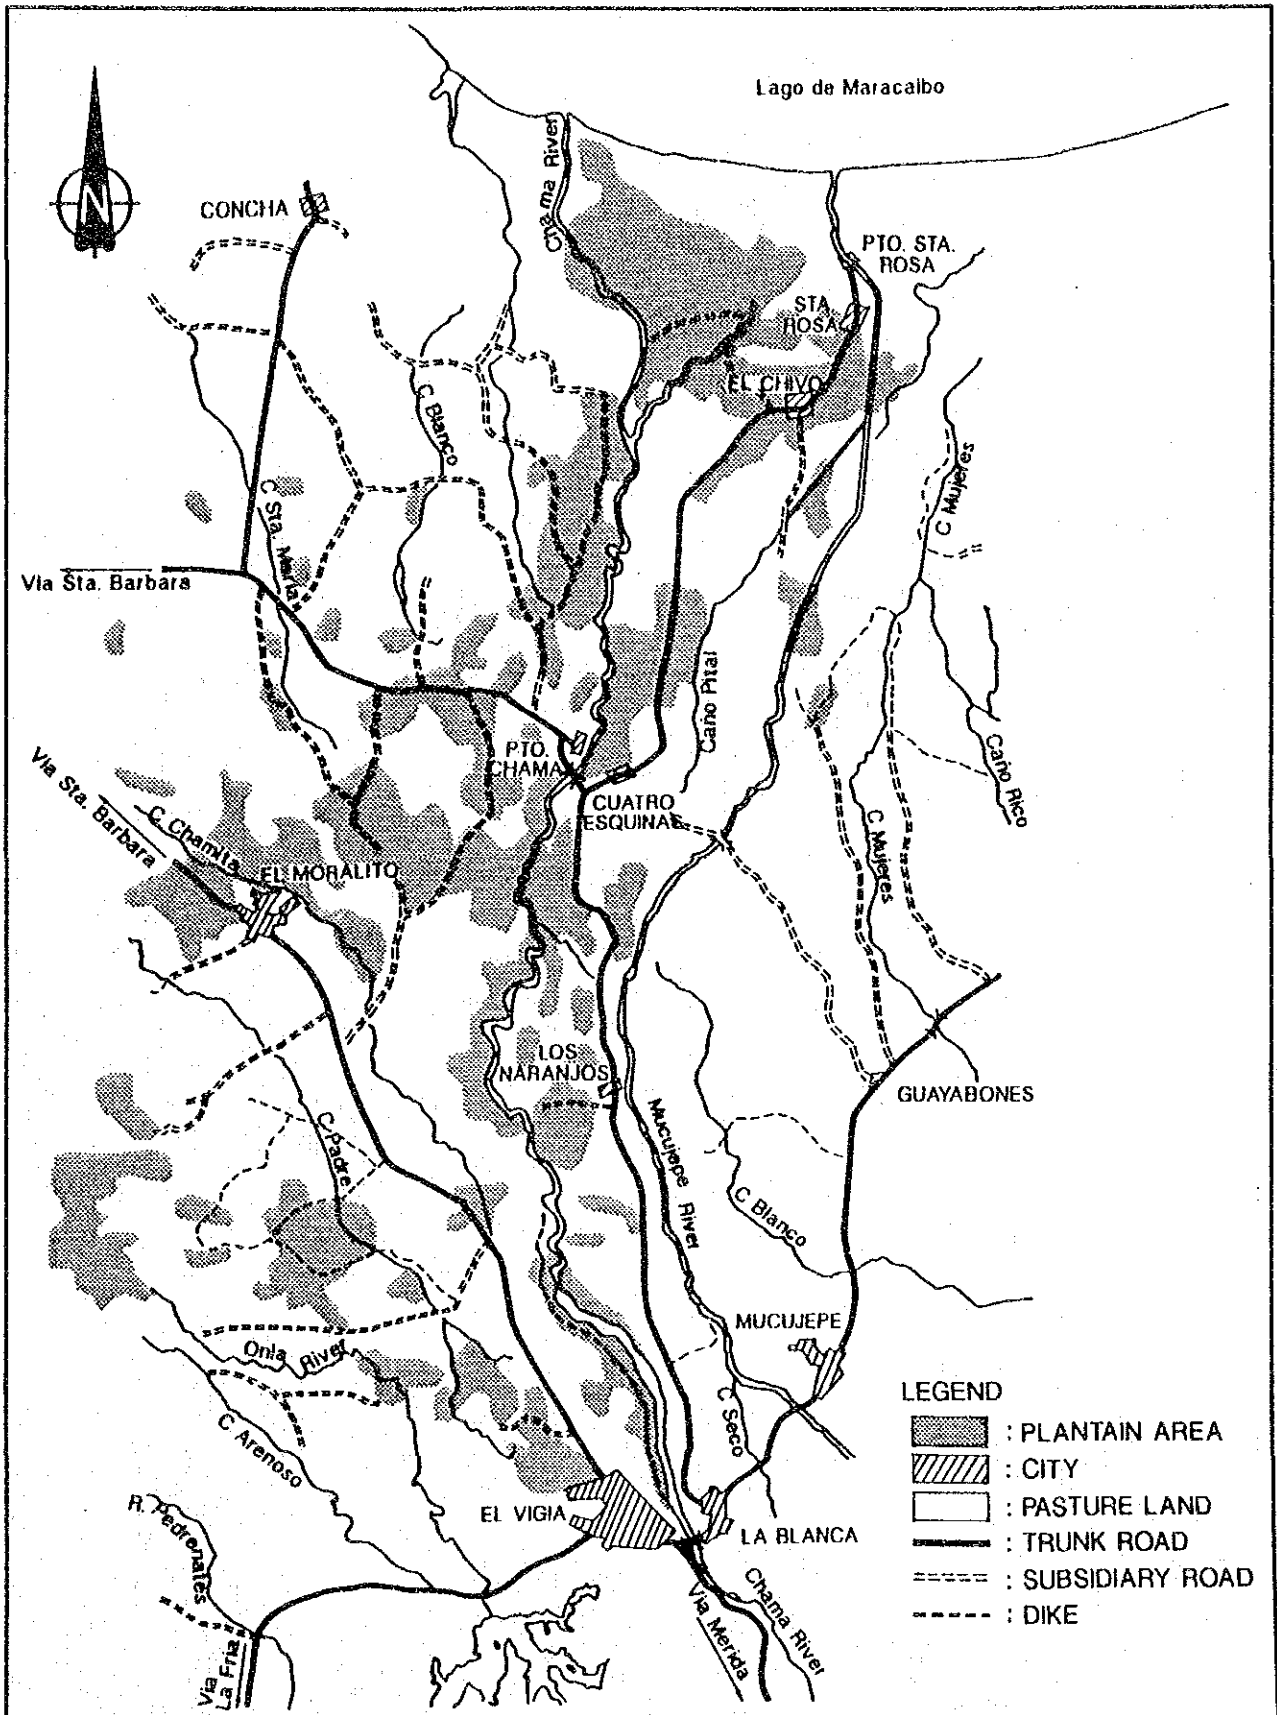 Lago de Maracaibo
N
CONCHA
Chama River
PTO. STA.
ROSA
STA
ROSA
EL CHIVO
C Blanco
C Mujeres
C Sta. Maria
Via Sta. Barbara
Caño Pital
Caño Rico
PTO.
CHAMA
Via Sta. Barbara
C. Chamita
CUATRO
ESQUINAS
C Mujeres
EL MORALITO
LOS
NARANJOS
GUAYABONES
C Padre
Mucujepe River
C Blanco
MUCUJEPE
Onia River
C Seco
C Arenoso
R. Pedrenales
EL VIGIA
LA BLANCA
Chama River
Via Merida
Via
La Fria
LEGEND
: PLANTAIN AREA
: CITY
: PASTURE LAND
: TRUNK ROAD
: SUBSIDIARY ROAD
: DIKE